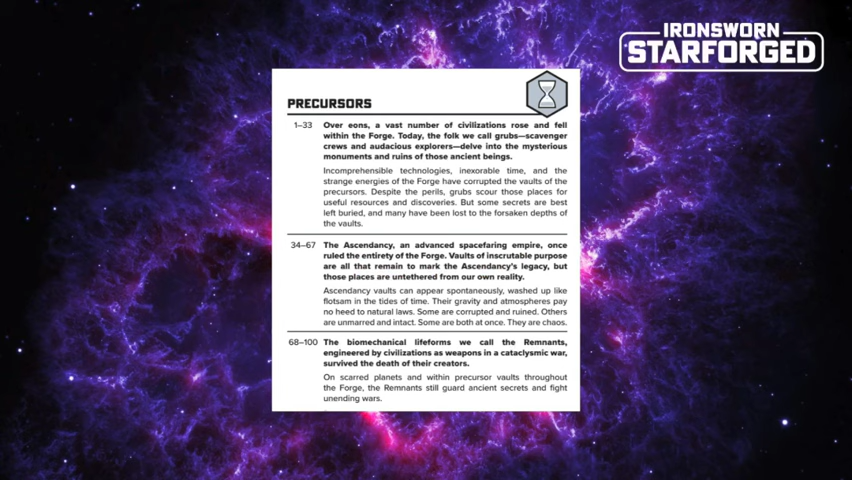 IRONSWORN
STARFORGED
PRECURSORS
1–33 Over eons, a vast number of civilizations rose and fell
within the Forge. Today, the folk we call grubs—scavenger
crews and audacious explorers—delve into the mysterious
monuments and ruins of those ancient beings.
Incomprehensible technologies, inexorable time, and the
strange energies of the Forge have corrupted the vaults of the
precursors. Despite the perils, grubs scour those places for
useful resources and discoveries. But some secrets are best
left buried, and many have been lost to the forsaken depths of
the vaults.
34–67 The Ascendancy, an advanced spacefaring empire, once
ruled the entirety of the Forge. Vaults of inscrutable purpose
are all that remain to mark the Ascendancy's legacy, but
those places are untethered from our own reality.
Ascendancy vaults can appear spontaneously, washed up like
flotsam in the tides of time. Their gravity and atmospheres pay
no heed to natural laws. Some are corrupted and ruined. Others
are unmarred and intact. Some are both at once. They are chaos.
68–100 The biomechanical lifeforms we call the Remnants,
engineered by civilizations as weapons in a cataclysmic war,
survived the death of their creators.
On scarred planets and within precursor vaults throughout
the Forge, the Remnants still guard ancient secrets and fight
unending wars.